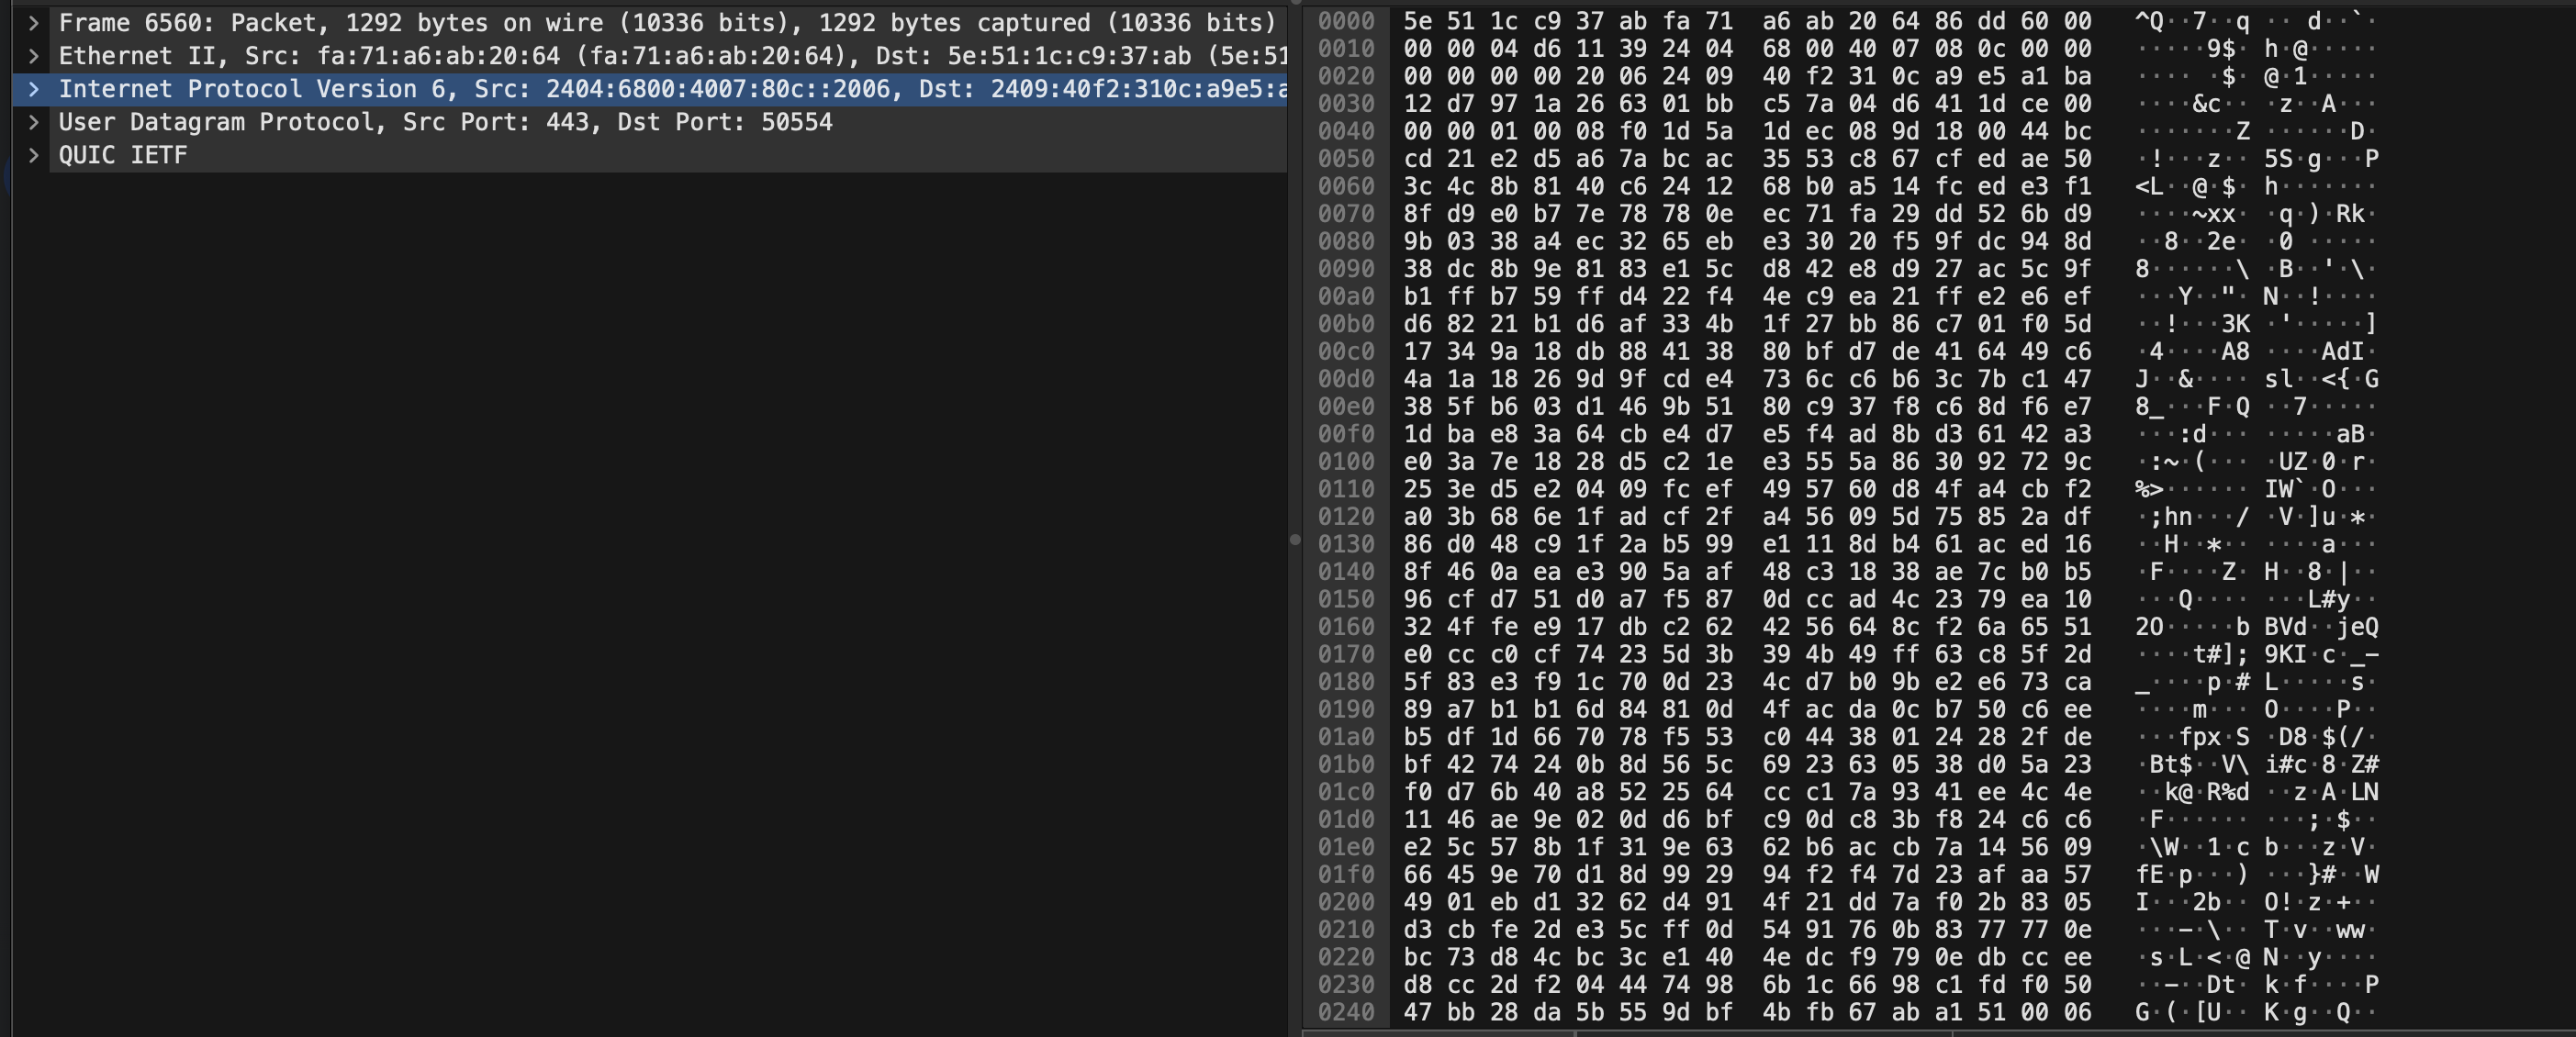 Frame 6560: Packet, 1292 bytes on wire (10336 bits), 1292 bytes captured (10336 bits)
Ethernet II, Src: fa:71:a6:ab:20:64 (fa:71:a6:ab:20:64), Dst: 5e:51:1c:c9:37:ab (5e:51
Internet Protocol Version 6, Src: 2404:6800:4007:80c::2006, Dst: 2409:40f2:310c:a9e5:a
User Datagram Protocol, Src Port: 443, Dst Port: 50554
QUIC IETF
0000 5e 51 1c c9 37 ab fa 71 a6 ab 20 64 86 dd 60 00 ^Q··7··q ·· d··`·
0010 00 00 04 d6 11 39 24 04 68 00 40 07 08 0c 00 00 ·····9$· h·@·····
0020 00 00 00 00 20 06 24 09 40 f2 31 0c a9 e5 a1 ba ···· ·$· @·1·····
0030 12 d7 97 1a 26 63 01 bb c5 7a 04 d6 41 1d ce 00 ····&c·· ·z··A···
0040 00 00 01 00 08 f0 1d 5a 1d ec 08 9d 18 00 44 bc ·······Z ······D·
0050 cd 21 e2 d5 a6 7a bc ac 35 53 c8 67 cf ed ae 50 ·!···z·· 5S·g···P
0060 3c 4c 8b 81 40 c6 24 12 68 b0 a5 14 fc ed e3 f1 <L··@·$· h·······
0070 8f d9 e0 b7 7e 78 78 0e ec 71 fa 29 dd 52 6b d9 ····~xx· ·q·)·Rk·
0080 9b 03 38 a4 ec 32 65 eb e3 30 20 f5 9f dc 94 8d ··8··2e· ·0 ·····
0090 38 dc 8b 9e 81 83 e1 5c d8 42 e8 d9 27 ac 5c 9f 8······\ ·B··'·\·
00a0 b1 ff b7 59 ff d4 22 f4 4e c9 ea 21 ff e2 e6 ef ···Y··"· N··!····
00b0 d6 82 21 b1 d6 af 33 4b 1f 27 bb 86 c7 01 f0 5d ··!···3K ·'·····]
00c0 17 34 9a 18 db 88 41 38 80 bf d7 de 41 64 49 c6 ·4····A8 ····AdI·
00d0 4a 1a 18 26 9d 9f cd e4 73 6c c6 b6 3c 7b c1 47 J··&···· sl··<{·G
00e0 38 5f b6 03 d1 46 9b 51 80 c9 37 f8 c6 8d f6 e7 8_···F·Q ··7·····
00f0 1d ba e8 3a 64 cb e4 d7 e5 f4 ad 8b d3 61 42 a3 ···:d··· ·····aB·
0100 e0 3a 7e 18 28 d5 c2 1e e3 55 5a 86 30 92 72 9c ·:~·(··· ·UZ·0·r·
0110 25 3e d5 e2 04 09 fc ef 49 57 60 d8 4f a4 cb f2 %>······ IW`·O···
0120 a0 3b 68 6e 1f ad cf 2f a4 56 09 5d 75 85 2a df ·;hn···/ ·V·]u·*·
0130 86 d0 48 c9 1f 2a b5 99 e1 11 8d b4 61 ac ed 16 ··H··*·· ····a···
0140 8f 46 0a ea e3 90 5a af 48 c3 18 38 ae 7c b0 b5 ·F····Z· H··8·|··
0150 96 cf d7 51 d0 a7 f5 87 0d cc ad 4c 23 79 ea 10 ···Q···· ···L#y··
0160 32 4f fe e9 17 db c2 62 42 56 64 8c f2 6a 65 51 2O·····b BVd··jeQ
0170 e0 cc c0 cf 74 23 5d 3b 39 4b 49 ff 63 c8 5f 2d ····t#]; 9KI·c·_-
0180 5f 83 e3 f9 1c 70 0d 23 4c d7 b0 9b e2 e6 73 ca _····p·# L·····s·
0190 89 a7 b1 b1 6d 84 81 0d 4f ac da 0c b7 50 c6 ee ····m··· O····P··
01a0 b5 df 1d 66 70 78 f5 53 c0 44 38 01 24 28 2f de ···fpx·S ·D8·$(/·
01b0 bf 42 74 24 0b 8d 56 5c 69 23 63 05 38 d0 5a 23 ·Bt$··V\ i#c·8·Z#
01c0 f0 d7 6b 40 a8 52 25 64 cc c1 7a 93 41 ee 4c 4e ··k@·R%d ··z·A·LN
01d0 11 46 ae 9e 02 0d d6 bf c9 0d c8 3b f8 24 c6 c6 ·F······ ···;·$··
01e0 e2 5c 57 8b 1f 31 9e 63 62 b6 ac cb 7a 14 56 09 ·\W··1·c b···z·V·
01f0 66 45 9e 70 d1 8d 99 29 94 f2 f4 7d 23 af aa 57 fE·p···) ···}#··W
0200 49 01 eb d1 32 62 d4 91 4f 21 dd 7a f0 2b 83 05 I···2b·· O!·z·+··
0210 d3 cb fe 2d e3 5c ff 0d 54 91 76 0b 83 77 77 0e ···-·\·· T·v··ww·
0220 bc 73 d8 4c bc 3c e1 40 4e dc f9 79 0e db cc ee ·s·L·<·@ N··y····
0230 d8 cc 2d f2 04 44 74 98 6b 1c 66 98 c1 fd f0 50 ··-··Dt· k·f····P
0240 47 bb 28 da 5b 55 9d bf 4b fb 67 ab a1 51 00 06 G·(·[U·· K·g··Q··